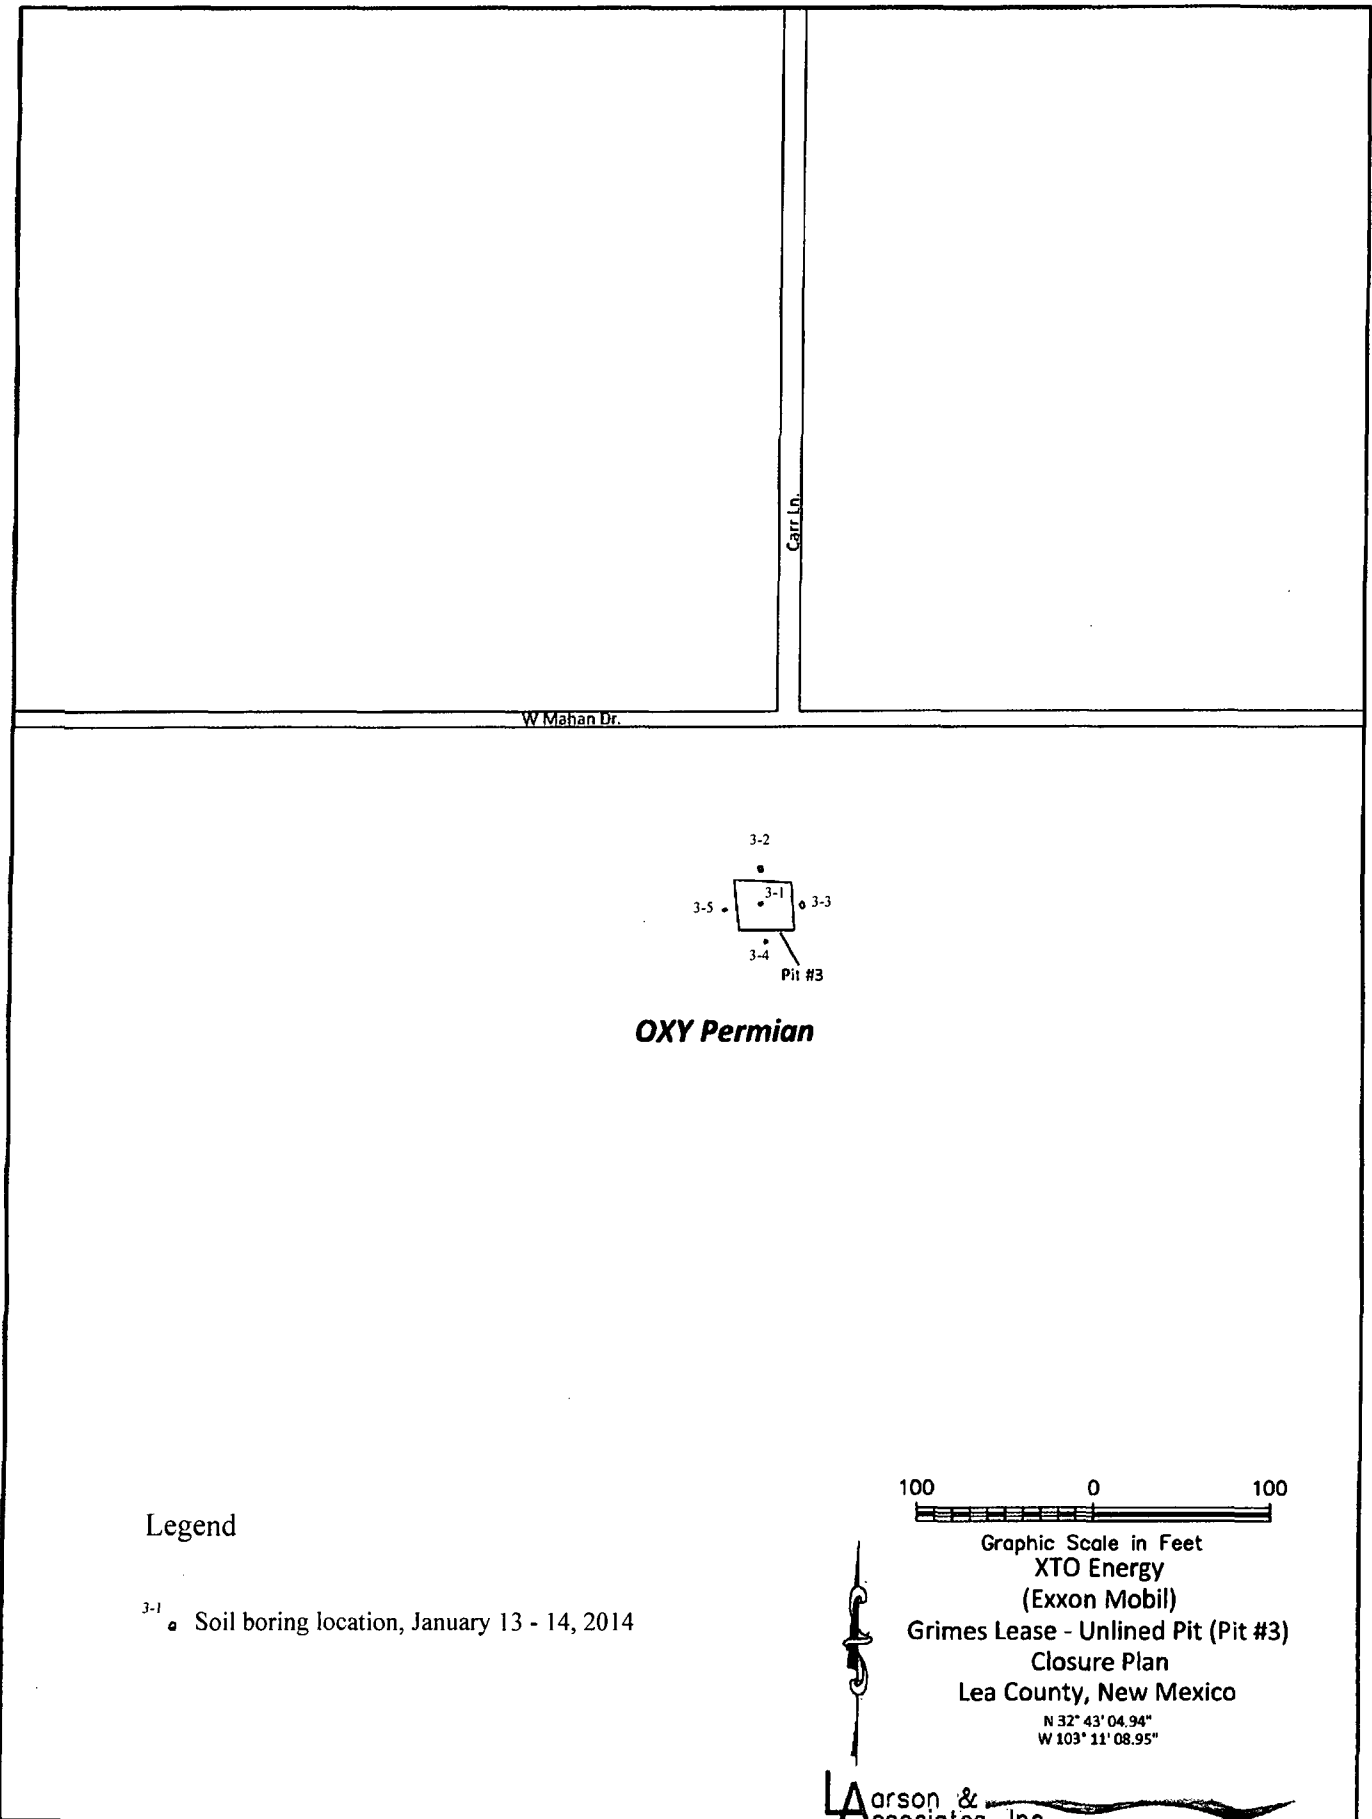 Carr Ln.
W Mahan Dr.
3-2
3-1
3-5
3-3
3-4
Pit #3
OXY Permian
100 0 100
Graphic Scale in Feet
Legend
3-1 Soil boring location, January 13 - 14, 2014
XTO Energy
(Exxon Mobil)
Grimes Lease - Unlined Pit (Pit #3)
Closure Plan
Lea County, New Mexico
N 32° 43' 04.94"
W 103° 11' 08.95"
Larson &
Associates, Inc.